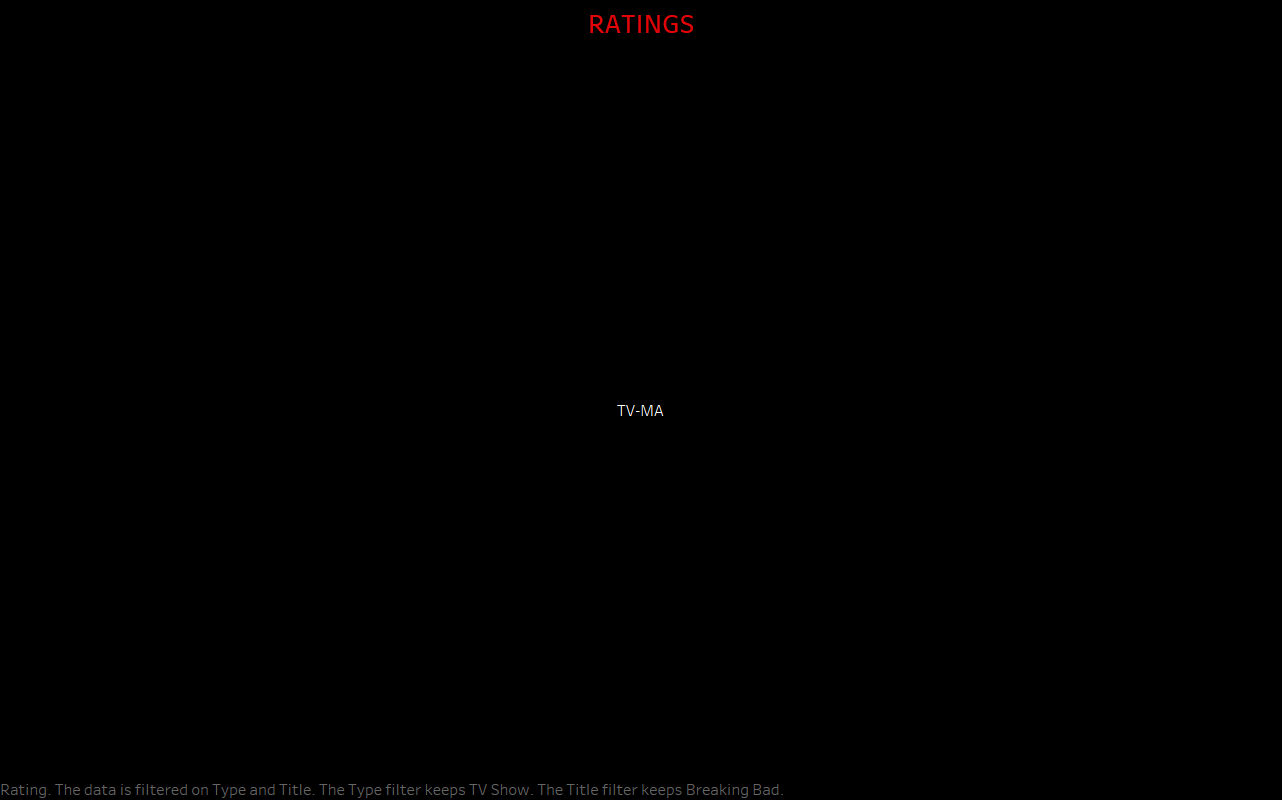 RATINGS
TV-MA
Rating. The data is filtered on Type and Title. The Type filter keeps TV Show. The Title filter keeps Breaking Bad.